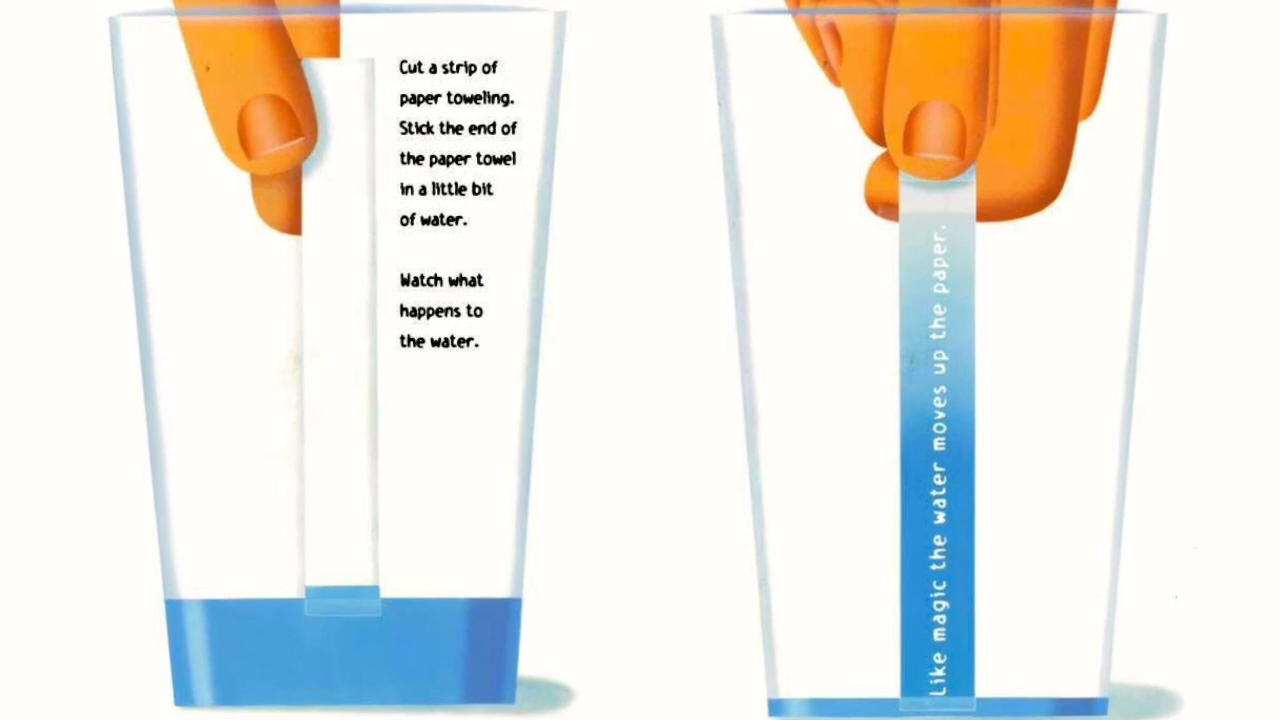 Cut a strip of
paper toweling.
Stick the end of
the paper towel
in a little bit
of water.
Watch what
happens to
the water.
Like magic the water moves up the paper.